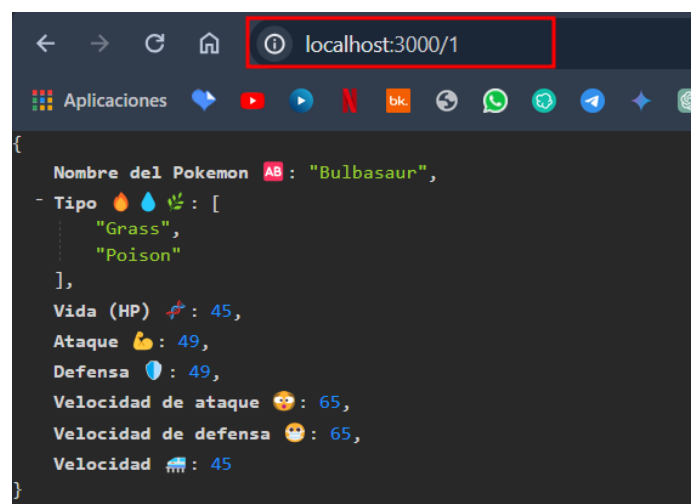 localhost:3000/1
Aplicaciones bk.
{
Nombre del Pokemon 🆎: "Bulbasaur",
- Tipo 🔥💧🌿: [
"Grass",
"Poison"
],
Vida (HP) 🧬: 45,
Ataque 💪: 49,
Defensa 🛡️: 49,
Velocidad de ataque 😲: 65,
Velocidad de defensa 😷: 65,
Velocidad 🚙: 45
}